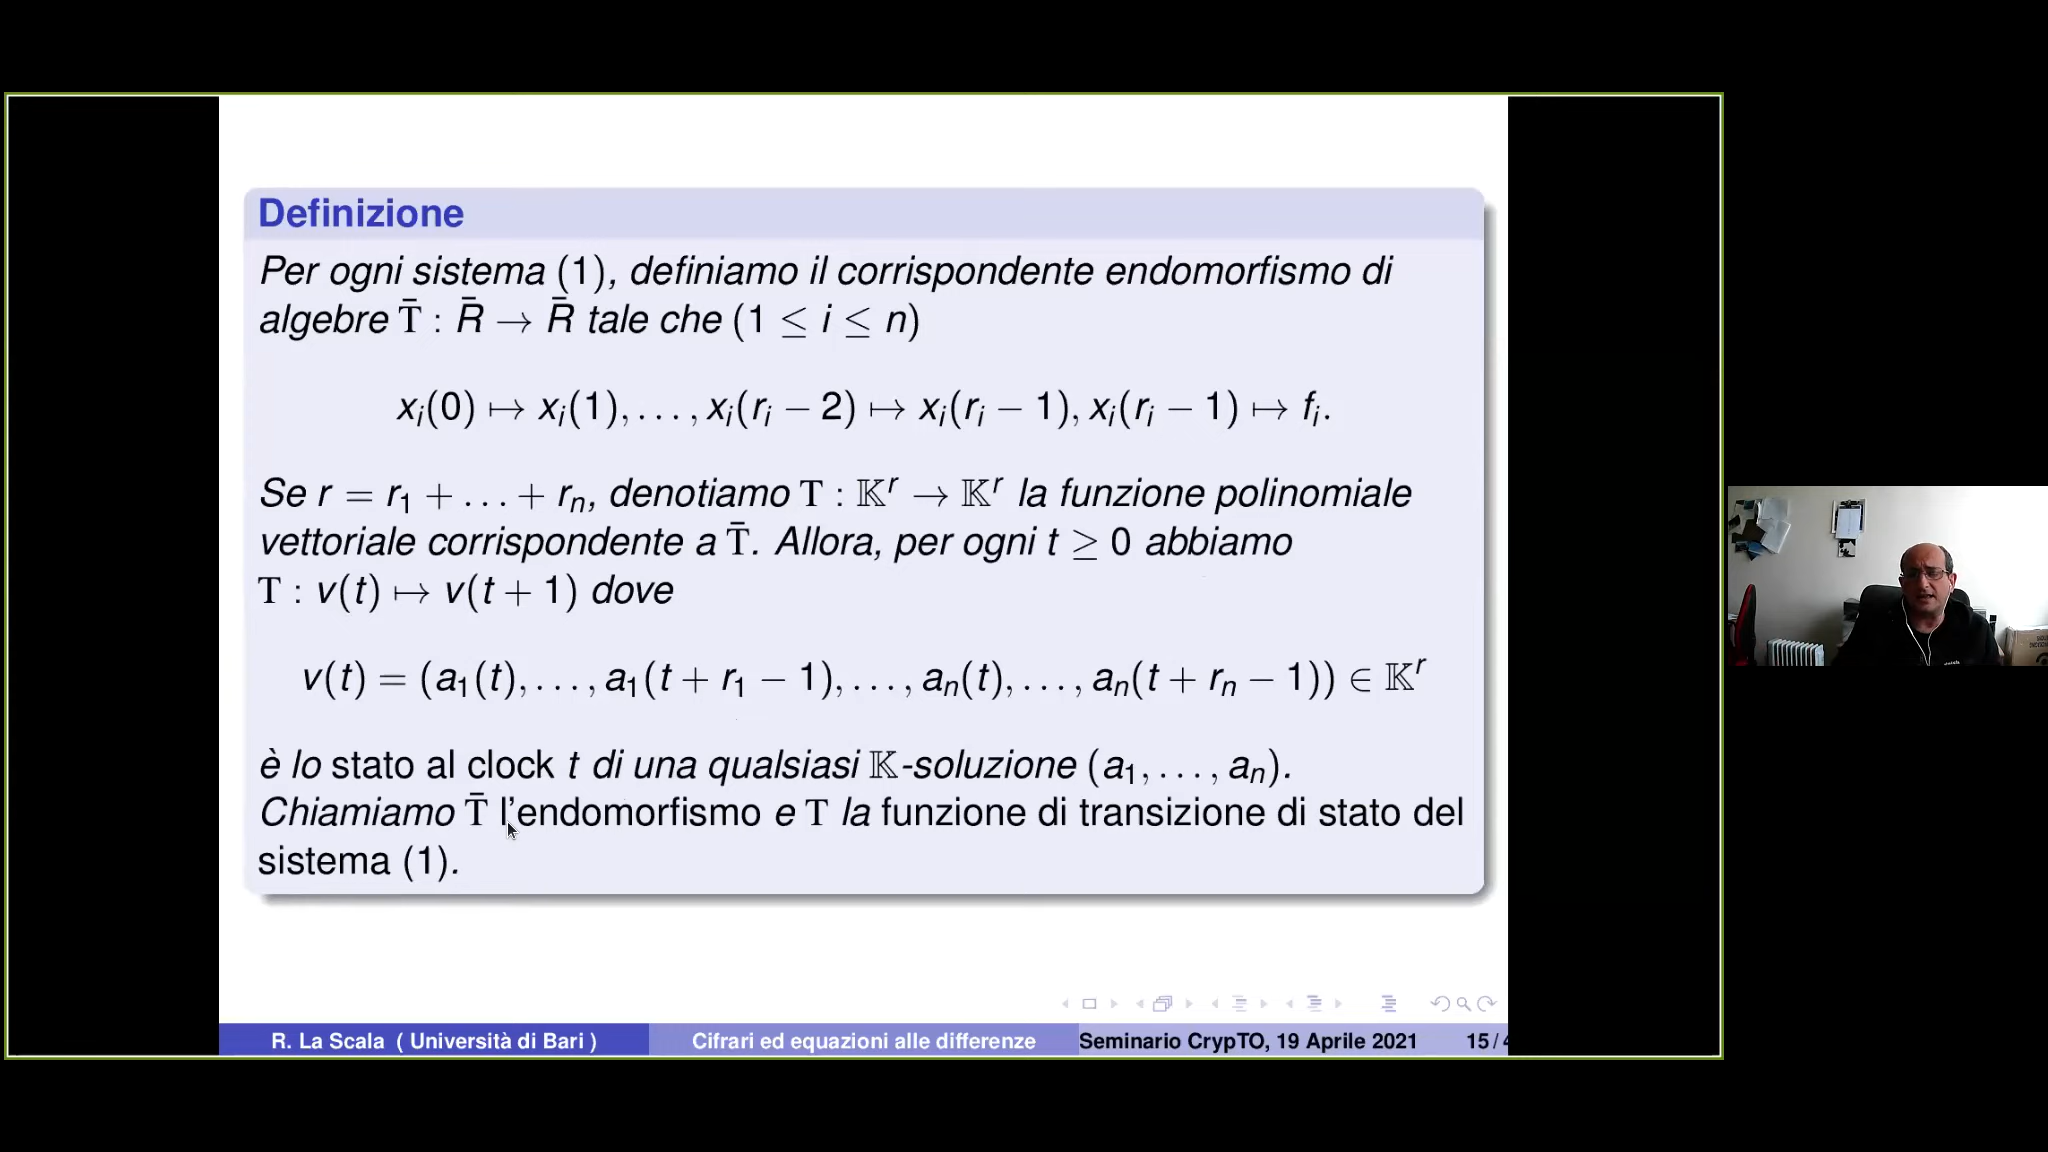 Definizione
Per ogni sistema (1), definiamo il corrispondente endomorfismo di
algebre T̄ : R̄ → R̄ tale che (1 ≤ i ≤ n)
xᵢ(0) ↦ xᵢ(1), . . . , xᵢ(rᵢ − 2) ↦ xᵢ(rᵢ − 1), xᵢ(rᵢ − 1) ↦ fᵢ.
Se r = r₁ + . . . + rₙ, denotiamo T : 𝕂ʳ → 𝕂ʳ la funzione polinomiale
vettoriale corrispondente a T̄. Allora, per ogni t ≥ 0 abbiamo
T : v(t) ↦ v(t + 1) dove
v(t) = (a₁(t), . . . , a₁(t + r₁ − 1), . . . , aₙ(t), . . . , aₙ(t + rₙ − 1)) ∈ 𝕂ʳ
è lo stato al clock t di una qualsiasi 𝕂-soluzione (a₁, . . . , aₙ).
Chiamiamo T̄ l'endomorfismo e T la funzione di transizione di stato del
sistema (1).
R. La Scala ( Università di Bari ) Cifrari ed equazioni alle differenze Seminario CrypTO, 19 Aprile 2021 15 /